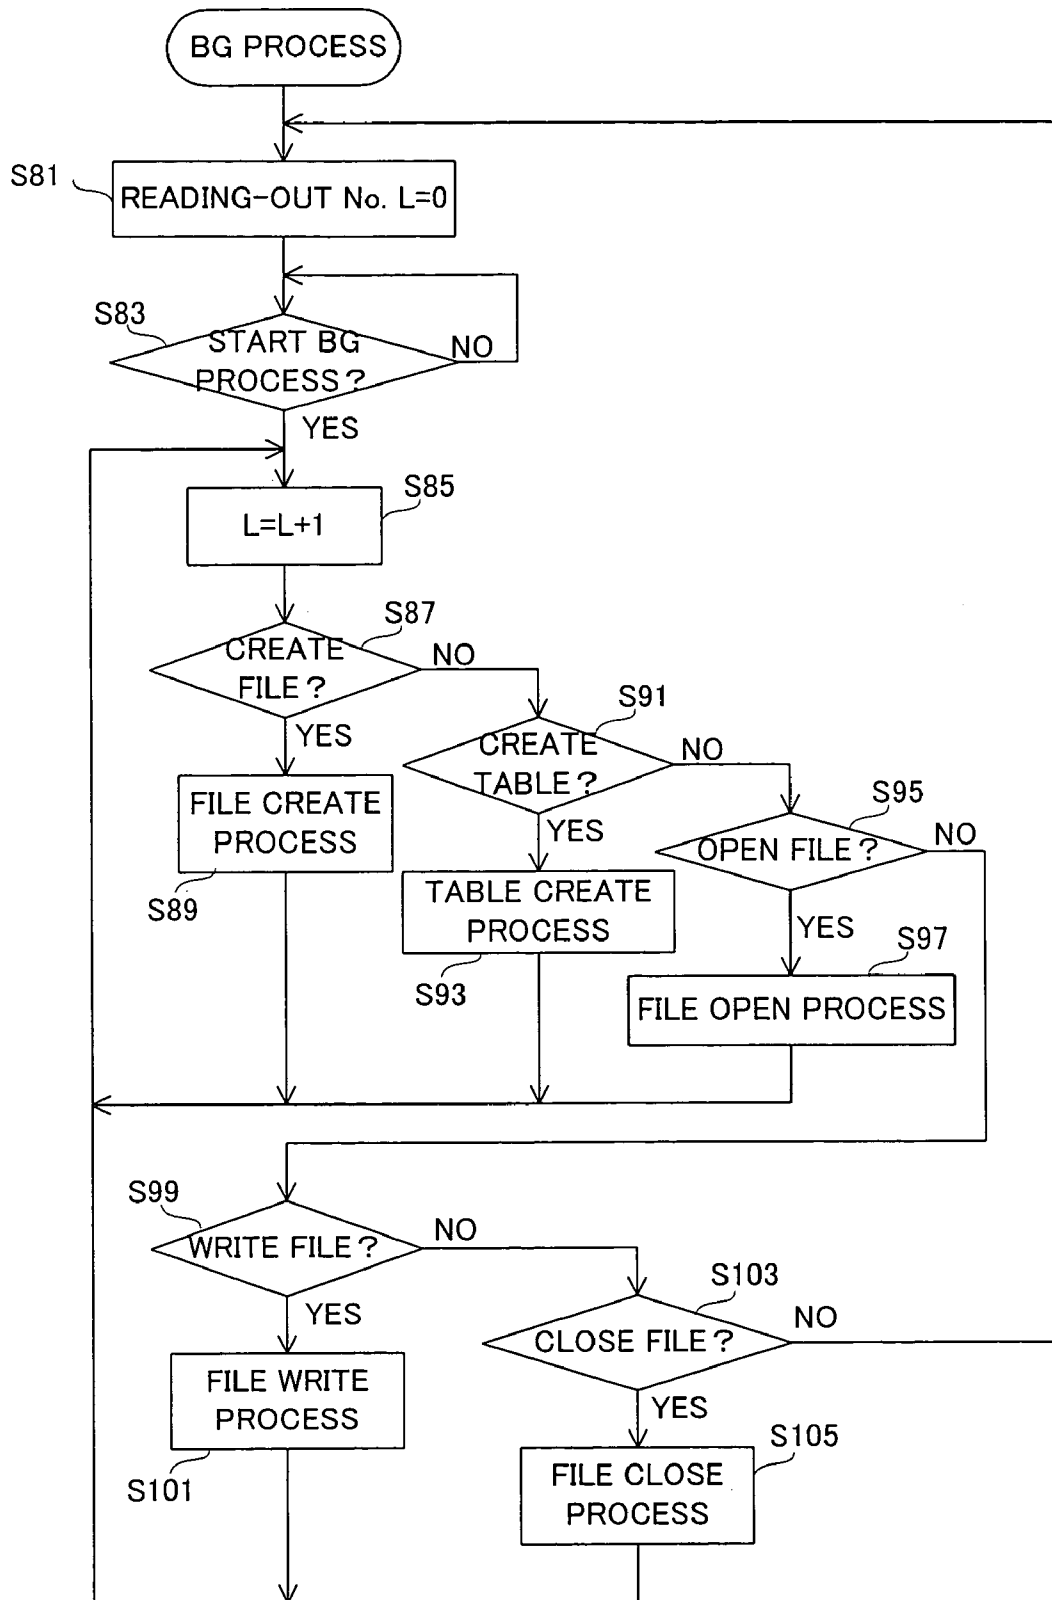 BG PROCESS
S81
READING-OUT No. L=0
S83
START BG
PROCESS?
NO
YES
S85
L=L+1
S87
CREATE
FILE?
NO
YES
S91
CREATE
TABLE?
NO
YES
FILE CREATE
PROCESS
S89
S95
OPEN FILE?
NO
YES
TABLE CREATE
PROCESS
S93
S97
FILE OPEN PROCESS
S99
WRITE FILE?
NO
YES
S103
CLOSE FILE?
NO
YES
FILE WRITE
PROCESS
S101
S105
FILE CLOSE
PROCESS